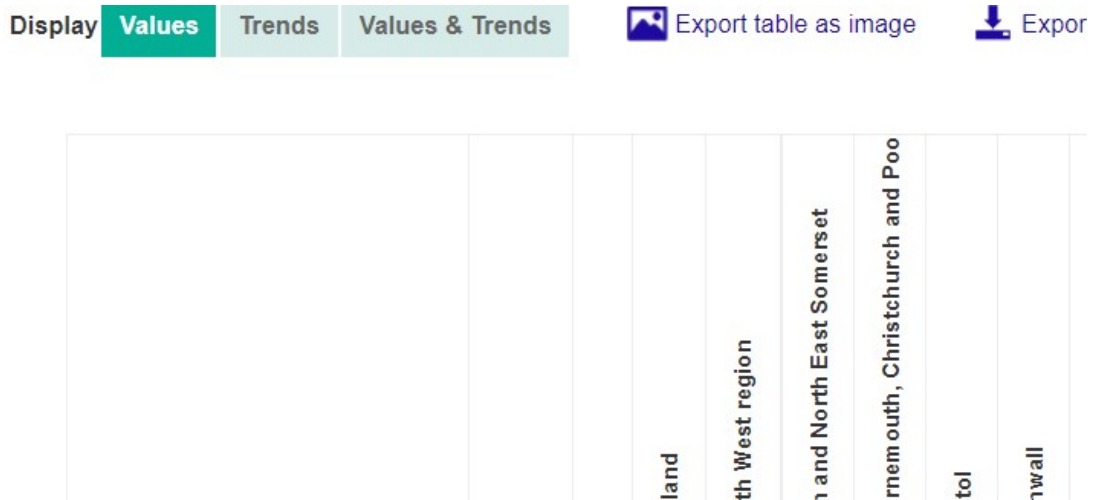 Display Values Trends Values & Trends Export table as image Expor
land
th West region
n and North East Somerset
rnemouth, Christchurch and Poo
tol
nwall